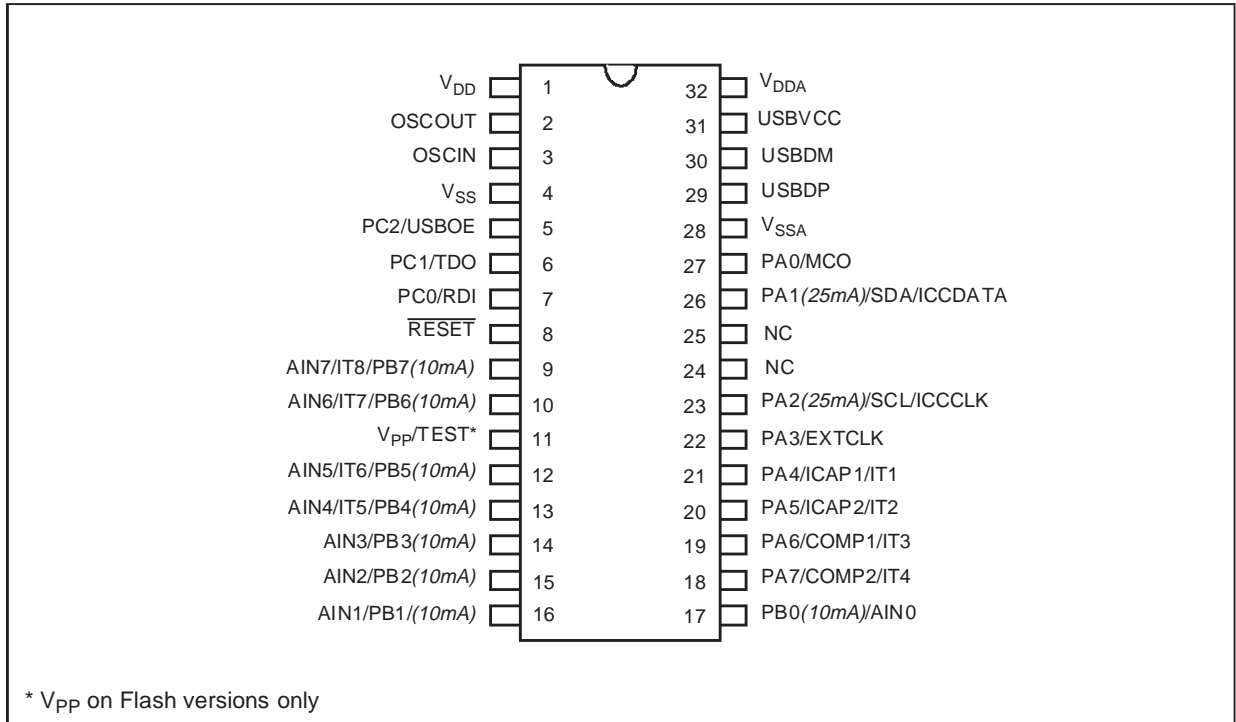 VDD 1 32 VDDA
OSCOUT 2 31 USBVCC
OSCIN 3 30 USBDM
VSS 4 29 USBDP
PC2/USBOE 5 28 VSSA
PC1/TDO 6 27 PA0/MCO
PC0/RDI 7 26 PA1(25mA)/SDA/ICCDATA
RESET 8 25 NC
AIN7/IT8/PB7(10mA) 9 24 NC
AIN6/IT7/PB6(10mA) 10 23 PA2(25mA)/SCL/ICCCLK
VPP/TEST* 11 22 PA3/EXTCLK
AIN5/IT6/PB5(10mA) 12 21 PA4/ICAP1/IT1
AIN4/IT5/PB4(10mA) 13 20 PA5/ICAP2/IT2
AIN3/PB3(10mA) 14 19 PA6/COMP1/IT3
AIN2/PB2(10mA) 15 18 PA7/COMP2/IT4
AIN1/PB1/(10mA) 16 17 PB0(10mA)/AIN0
* VPP on Flash versions only